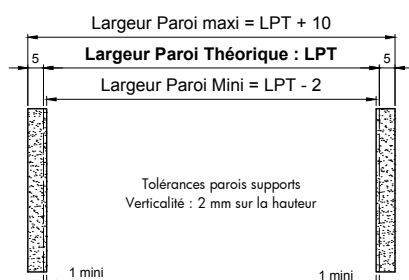 Largeur Paroi maxi = LPT + 10
5 Largeur Paroi Théorique : LPT 5
Largeur Paroi Mini = LPT - 2
Tolérances parois supports
Verticalité : 2 mm sur la hauteur
1 mini 1 mini